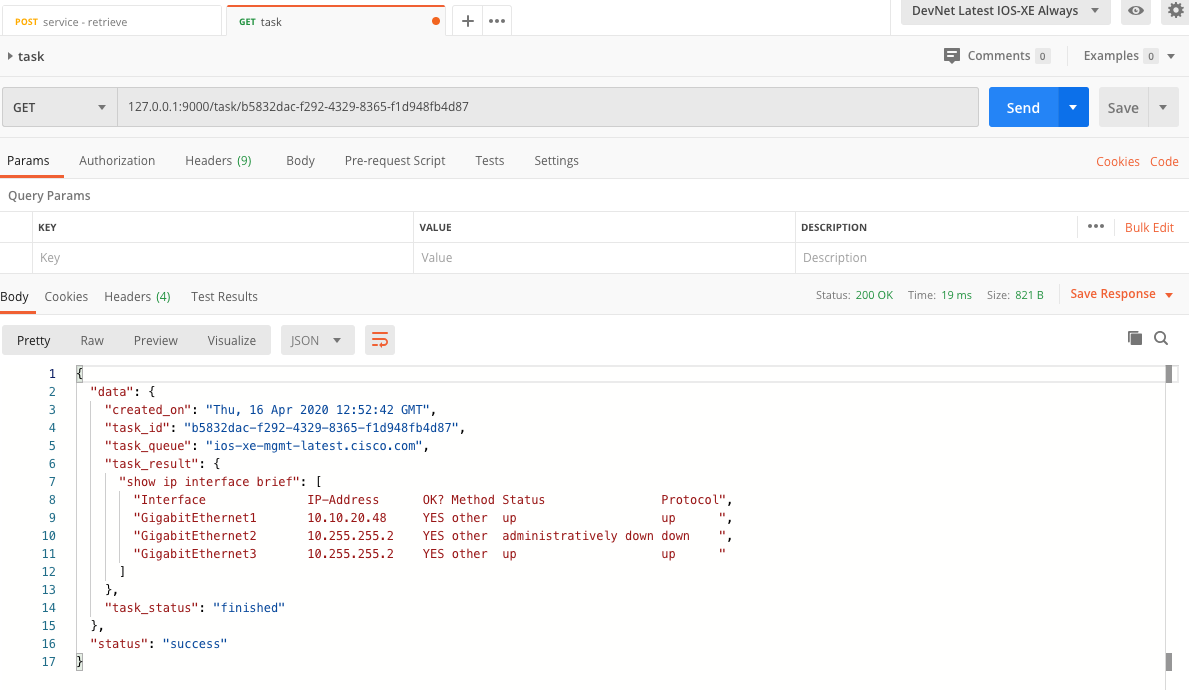 POST service - retrieve GET task + ••• DevNet Latest IOS-XE Always
task Comments 0 Examples 0
GET 127.0.0.1:9000/task/b5832dac-f292-4329-8365-f1d948fb4d87 Send Save
Params Authorization Headers (9) Body Pre-request Script Tests Settings Cookies Code
Query Params
KEY VALUE DESCRIPTION ••• Bulk Edit
Key Value Description
Body Cookies Headers (4) Test Results Status: 200 OK Time: 19 ms Size: 821 B Save Response
Pretty Raw Preview Visualize JSON
1 {
2 "data": {
3 "created_on": "Thu, 16 Apr 2020 12:52:42 GMT",
4 "task_id": "b5832dac-f292-4329-8365-f1d948fb4d87",
5 "task_queue": "ios-xe-mgmt-latest.cisco.com",
6 "task_result": {
7 "show ip interface brief": [
8 "Interface IP-Address OK? Method Status Protocol",
9 "GigabitEthernet1 10.10.20.48 YES other up up ",
10 "GigabitEthernet2 10.255.255.2 YES other administratively down down ",
11 "GigabitEthernet3 10.255.255.2 YES other up up "
12 ]
13 },
14 "task_status": "finished"
15 },
16 "status": "success"
17 }